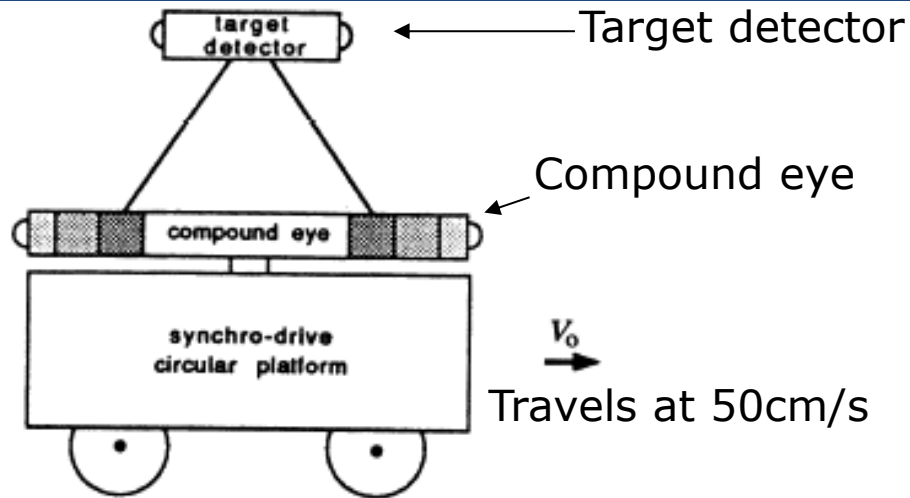 target
detector
Target detector
Compound eye
compound eye
synchro-drive
circular platform
V₀
Travels at 50cm/s